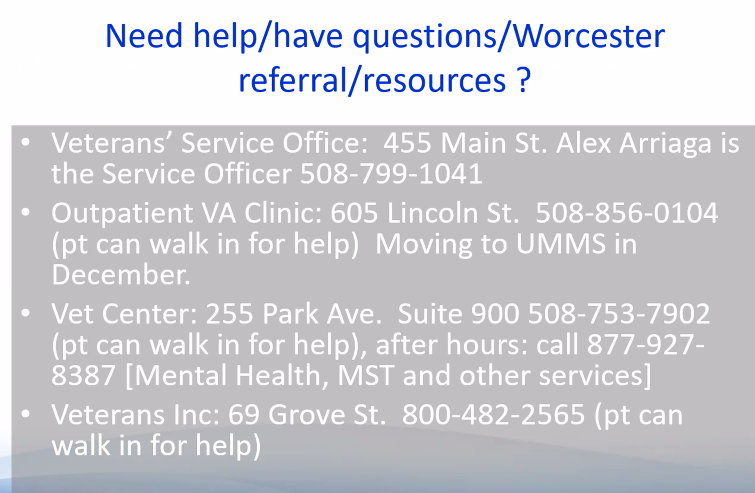 Need help/have questions/Worcester
referral/resources ?
• Veterans’ Service Office:  455 Main St. Alex Arriaga is
the Service Officer 508-799-1041
• Outpatient VA Clinic: 605 Lincoln St.  508-856-0104
(pt can walk in for help)  Moving to UMMS in
December.
• Vet Center: 255 Park Ave.  Suite 900 508-753-7902
(pt can walk in for help), after hours: call 877-927-
8387 [Mental Health, MST and other services]
• Veterans Inc: 69 Grove St.  800-482-2565 (pt can
walk in for help)